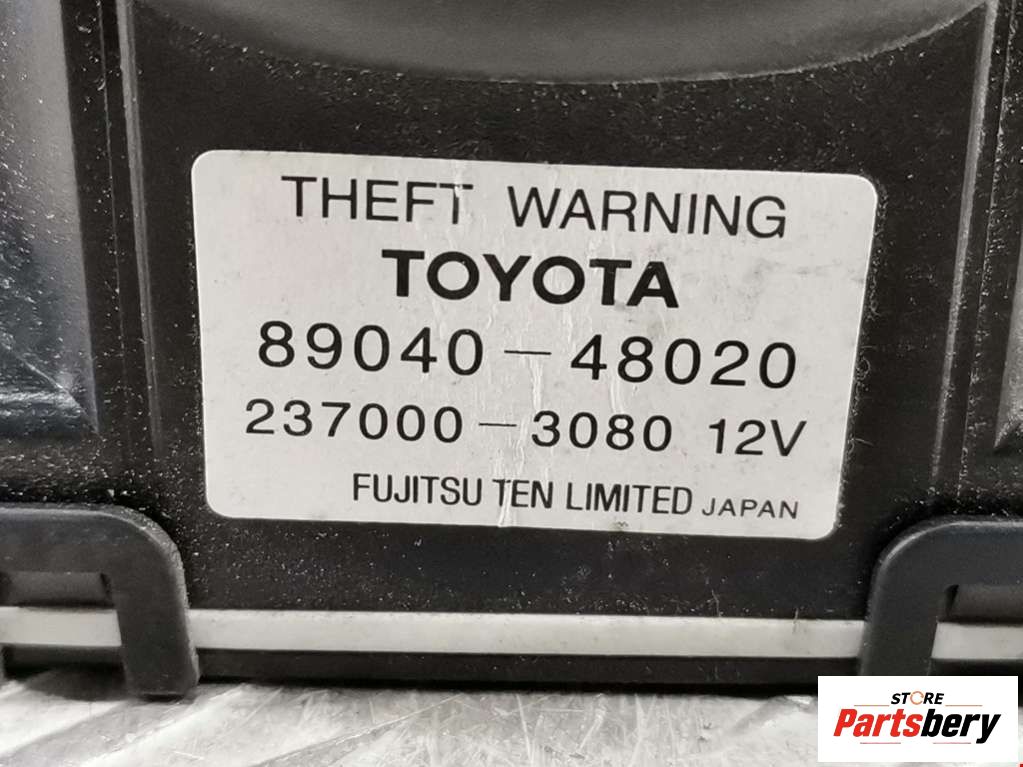 THEFT WARNING
TOYOTA
89040-48020
237000-3080 12V
FUJITSU TEN LIMITED JAPAN
STORE
Partsbery